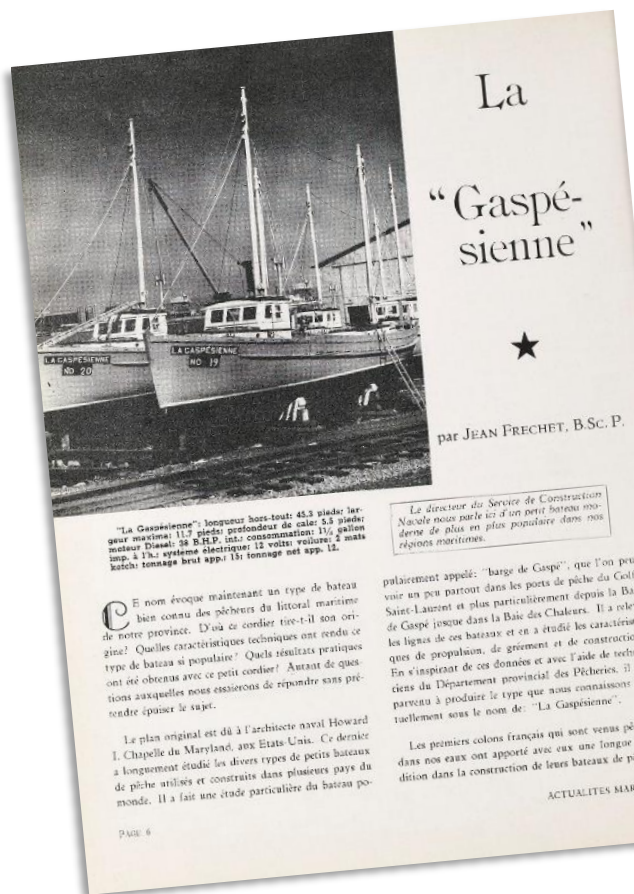 La
"Gaspé-
sienne"
par JEAN FRECHET, B.Sc. P.
LA GASPÉSIENNE
NO 20
LA GASPÉSIENNE
NO 19
"La Gaspésienne": longueur hors-tout: 45.3 pieds; lar-
geur maxima: 11.7 pieds; profondeur de cale: 5.5 pieds;
moteur Diesel: 38 B.H.P. int.; consommation: 1½ gallon
imp. à l'h.; système électrique: 12 volts; voilure: 2 mats
ketch; tonnage brut app.: 15; tonnage net app. 12.
Le directeur du Service de Construction
Navale nous parle ici d'un petit bateau mo-
derne de plus en plus populaire dans nos
régions maritimes.
CE nom évoque maintenant un type de bateau
bien connu des pêcheurs du littoral maritime
de notre province. D'où ce cordier tire-t-il son ori-
gine? Quelles caractéristiques techniques ont rendu ce
type de bateau si populaire? Quels résultats pratiques
ont été obtenus avec ce petit cordier? Autant de ques-
tions auxquelles nous essaierons de répondre sans pré-
tendre épuiser le sujet.
Le plan original est dû à l'architecte naval Howard
I. Chapelle du Maryland, aux Etats-Unis. Ce dernier
a longuement étudié les divers types de petits bateaux
de pêche utilisés et construits dans plusieurs pays du
monde. Il a fait une étude particulière du bateau po-
pulairement appelé: "barge de Gaspé", que l'on peu
voir un peu partout dans les ports de pêche du Golf
Saint-Laurent et plus particulièrement depuis la Ba
de Gaspé jusque dans la Baie des Chaleurs. Il a rele
les lignes de ces bateaux et en a étudié les caractéris
ques de propulsion, de gréement et de constructio
En s'inspirant de ces données et avec l'aide de tech
ciens du Département provincial des Pêcheries, il
parvenu à produire le type que nous connaissons
tuellement sous le nom de: "La Gaspésienne".
Les premiers colons français qui sont venus pê
dans nos eaux ont apporté avec eux une longue
dition dans la construction de leurs bateaux de p
PAGE 6
ACTUALITES MAR